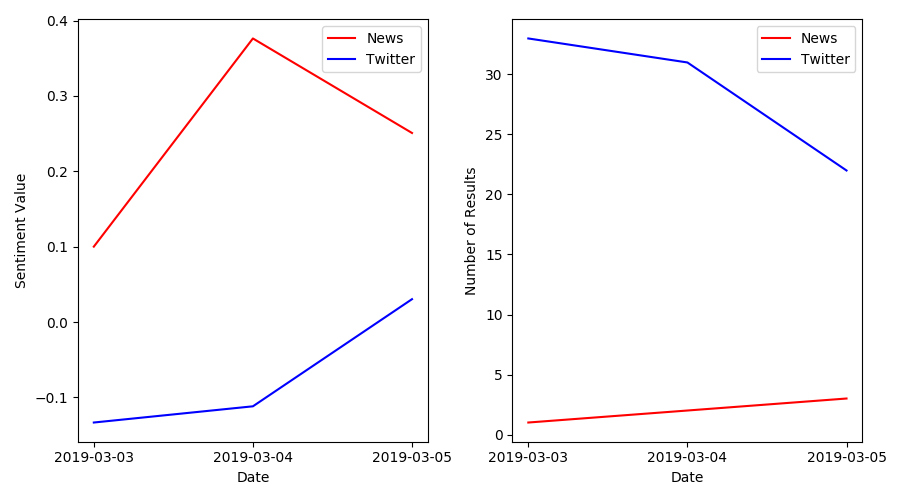 Sentiment Value
0.4
0.3
0.2
0.1
0.0
−0.1
News
Twitter
2019-03-03 2019-03-04 2019-03-05
Date
Number of Results
30
25
20
15
10
5
0
News
Twitter
2019-03-03 2019-03-04 2019-03-05
Date